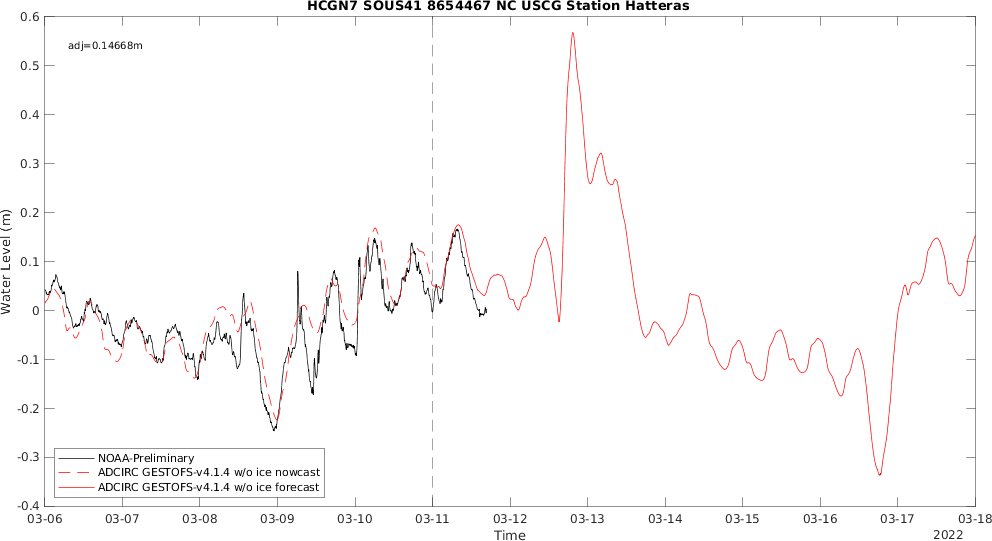 HCGN7 SOUS41 8654467 NC USCG Station Hatteras
adj=0.14668m
Water Level (m)
0.6
0.5
0.4
0.3
0.2
0.1
0
-0.1
-0.2
-0.3
-0.4
NOAA-Preliminary
ADCIRC GESTOFS-v4.1.4 w/o ice nowcast
ADCIRC GESTOFS-v4.1.4 w/o ice forecast
03-06 03-07 03-08 03-09 03-10 03-11 03-12 03-13 03-14 03-15 03-16 03-17 03-18
Time
2022